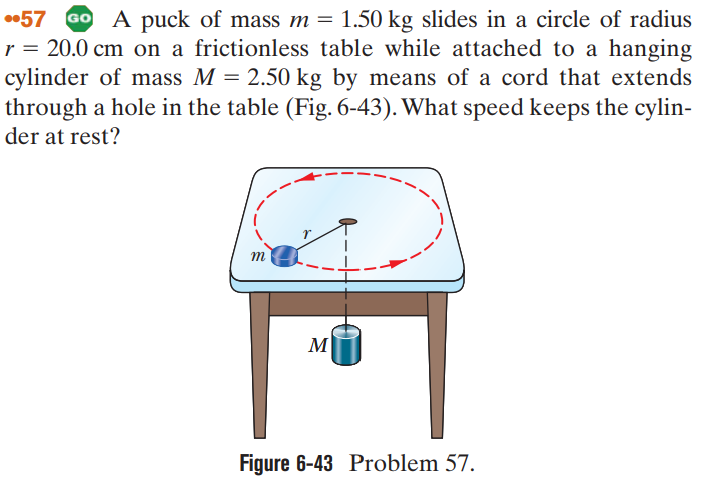 ••57 GO A puck of mass m = 1.50 kg slides in a circle of radius
r = 20.0 cm on a frictionless table while attached to a hanging
cylinder of mass M = 2.50 kg by means of a cord that extends
through a hole in the table (Fig. 6-43). What speed keeps the cylin-
der at rest?
r
m
M
Figure 6-43 Problem 57.